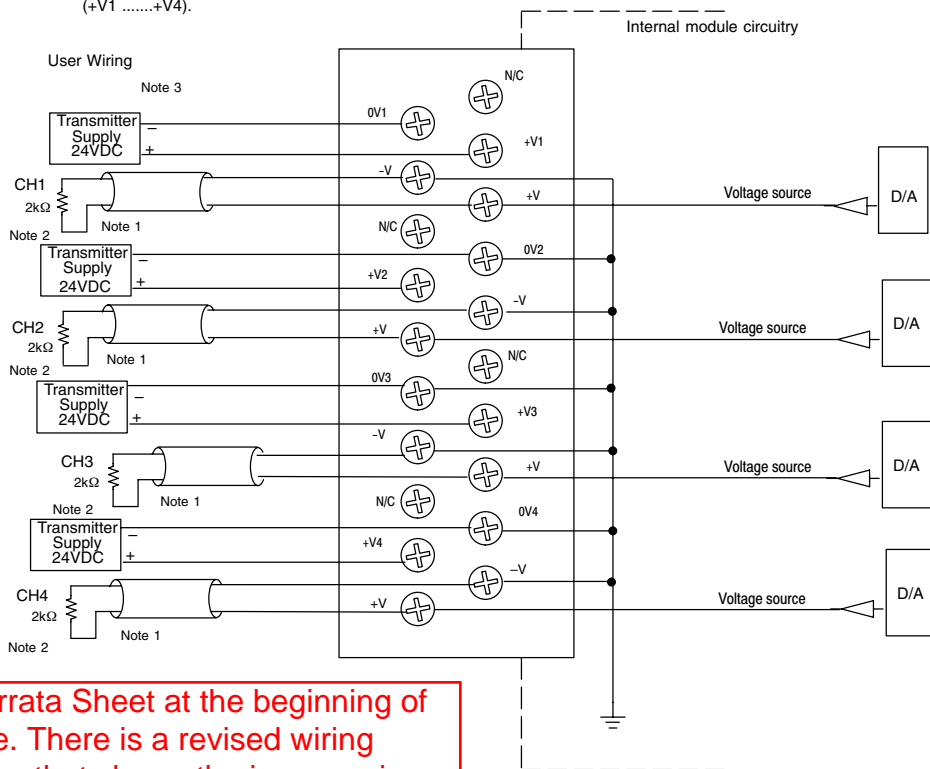 (+V1 .......+V4).
Internal module circuitry
User Wiring
Note 3
N/C
0V1
Transmitter
Supply
24VDC
−
+
+V1
-V
CH1
2kΩ
Note 2
Note 1
+V
Voltage source
D/A
N/C
0V2
Transmitter
Supply
24VDC
−
+
+V2
−V
CH2
2kΩ
Note 2
Note 1
+V
Voltage source
D/A
N/C
0V3
Transmitter
Supply
24VDC
−
+
+V3
-V
CH3
2kΩ
Note 2
Note 1
+V
Voltage source
D/A
N/C
0V4
Transmitter
Supply
24VDC
−
+
+V4
−V
CH4
2kΩ
Note 2
Note 1
+V
Voltage source
D/A
rrata Sheet at the beginning of
e. There is a revised wiring